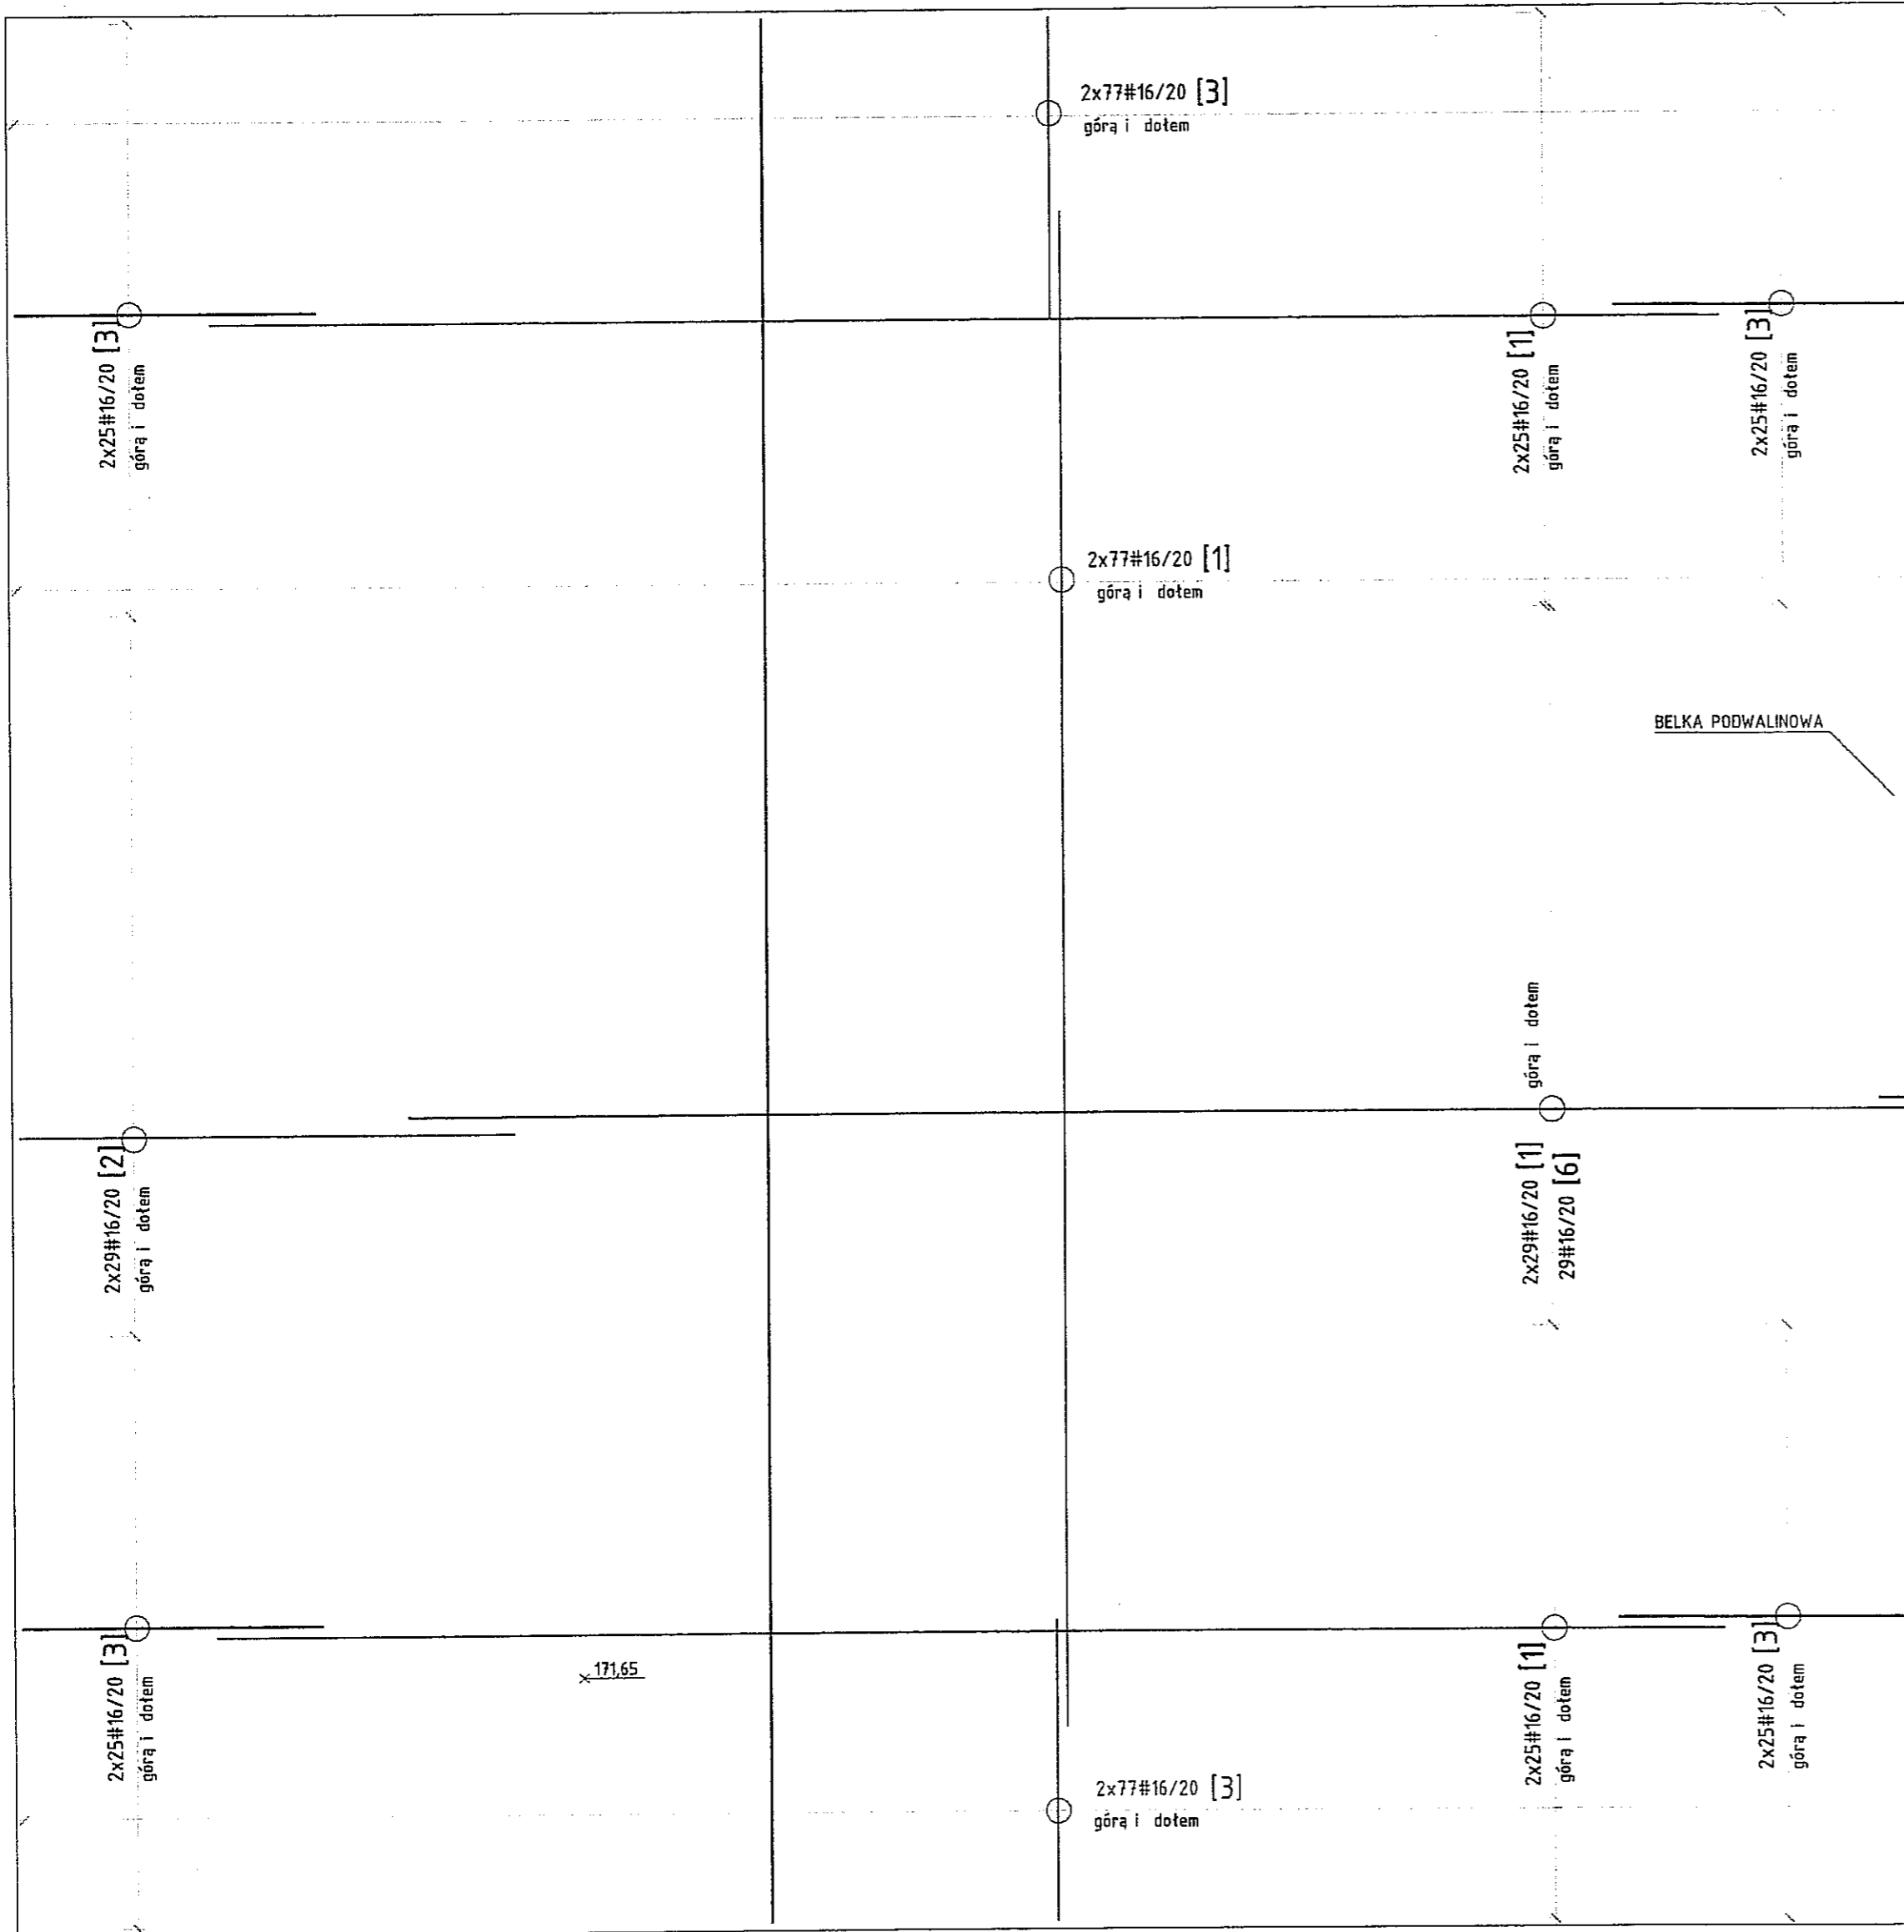 2x77#16/20 [3]
górą i dołem
2x25#16/20 [3]
górą i dołem
2x25#16/20 [1]
górą i dołem
2x25#16/20 [3]
górą i dołem
2x77#16/20 [1]
górą i dołem
BELKA PODWALINOWA
górą i dołem
2x29#16/20 [2]
górą i dołem
2x29#16/20 [1]
29#16/20 [6]
2x25#16/20 [3]
górą i dołem
171,65
2x25#16/20 [1]
górą i dołem
2x25#16/20 [3]
górą i dołem
2x77#16/20 [3]
górą i dołem